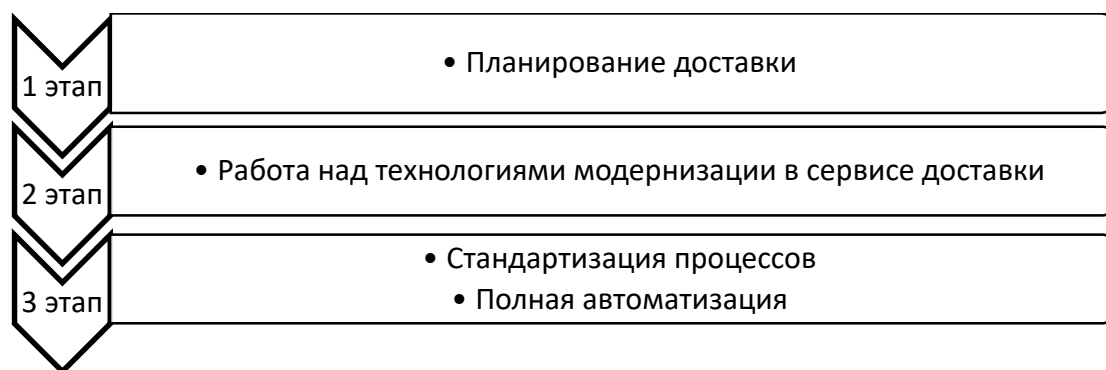 1 этап
• Планирование доставки
2 этап
• Работа над технологиями модернизации в сервисе доставки
3 этап
• Стандартизация процессов
• Полная автоматизация